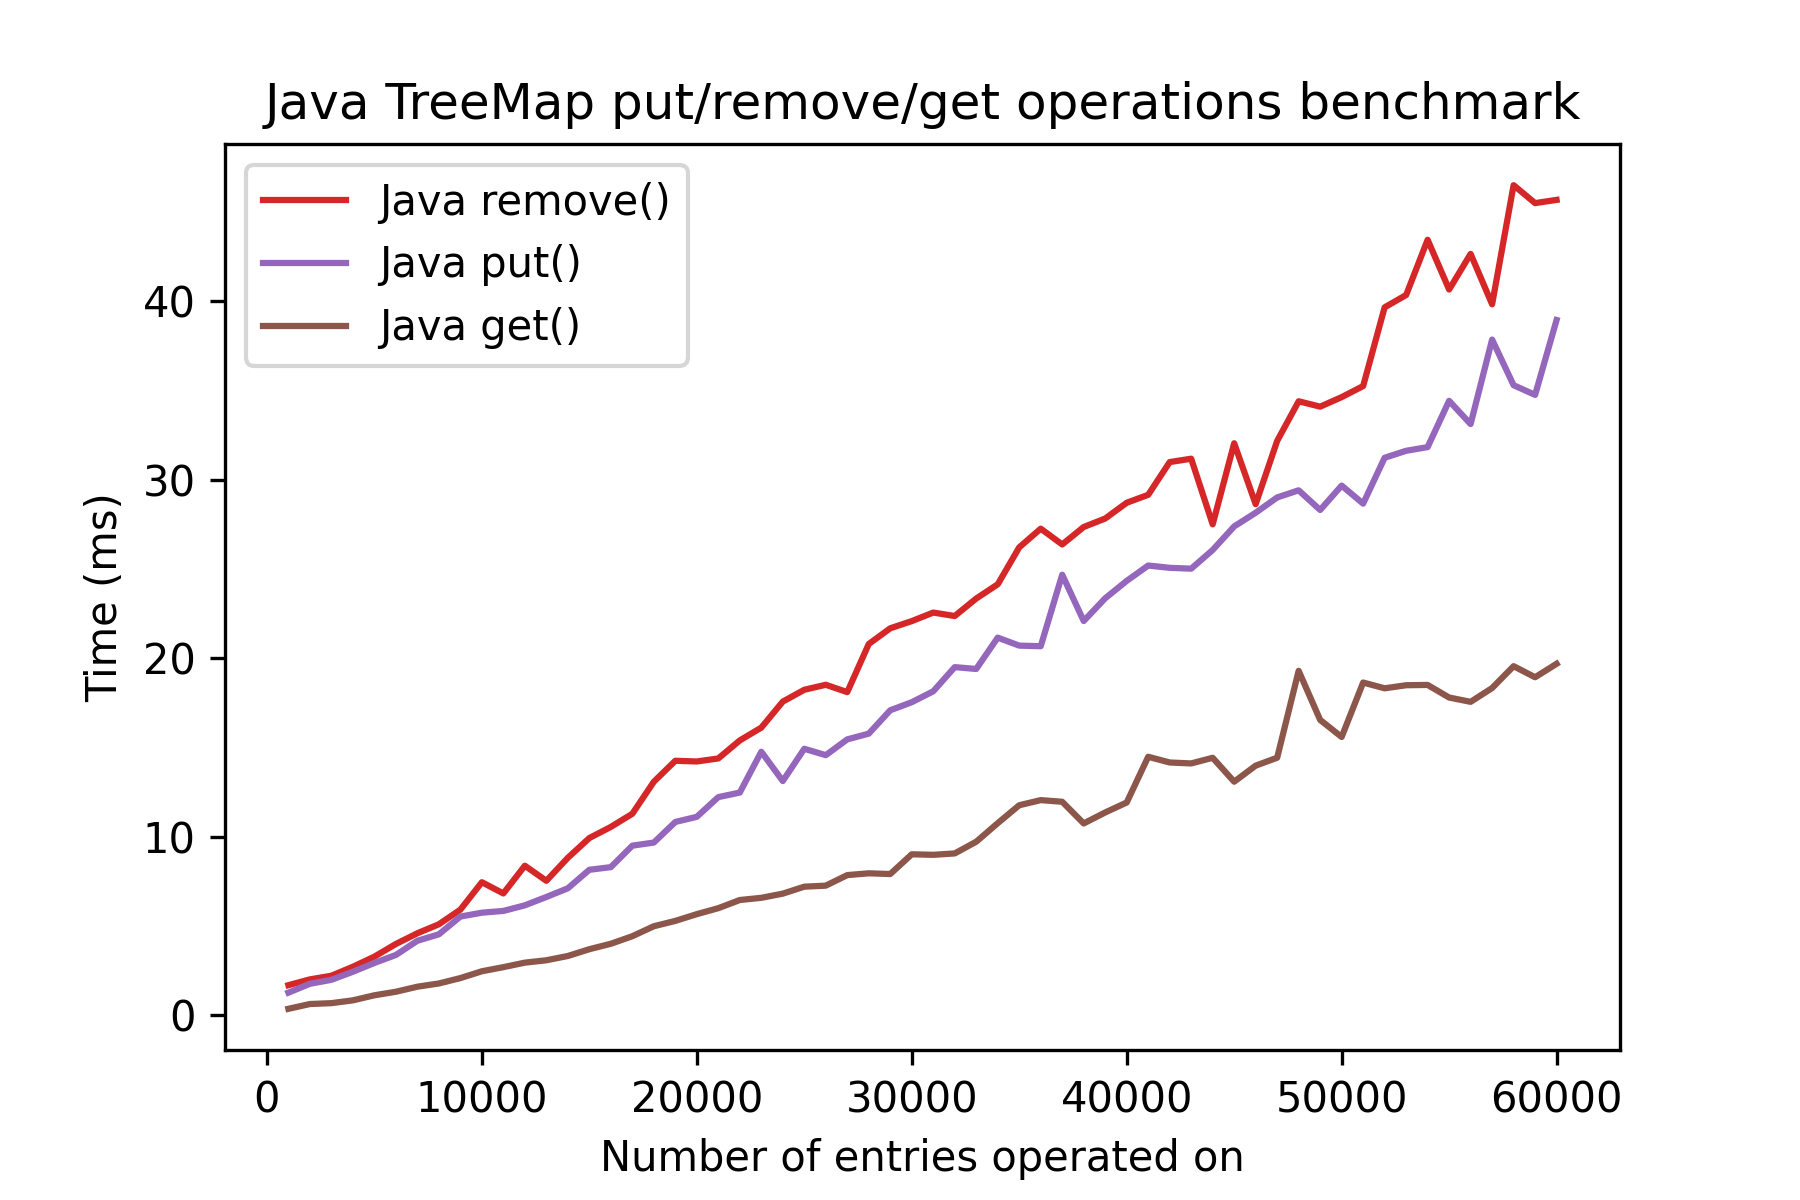 Java TreeMap put/remove/get operations benchmark
Java remove()
Java put()
Java get()
Time (ms)
40
30
20
10
0
0 10000 20000 30000 40000 50000 60000
Number of entries operated on